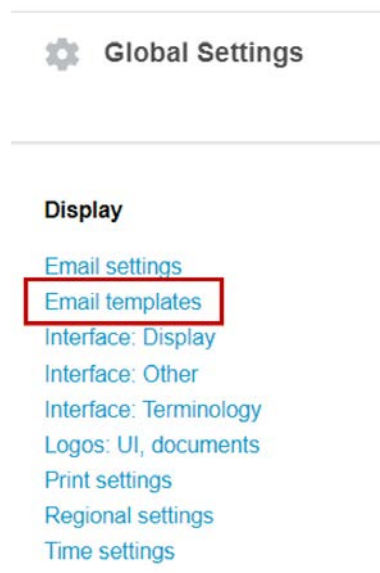 Global Settings
Display
Email settings
Email templates
Interface: Display
Interface: Other
Interface: Terminology
Logos: UI, documents
Print settings
Regional settings
Time settings